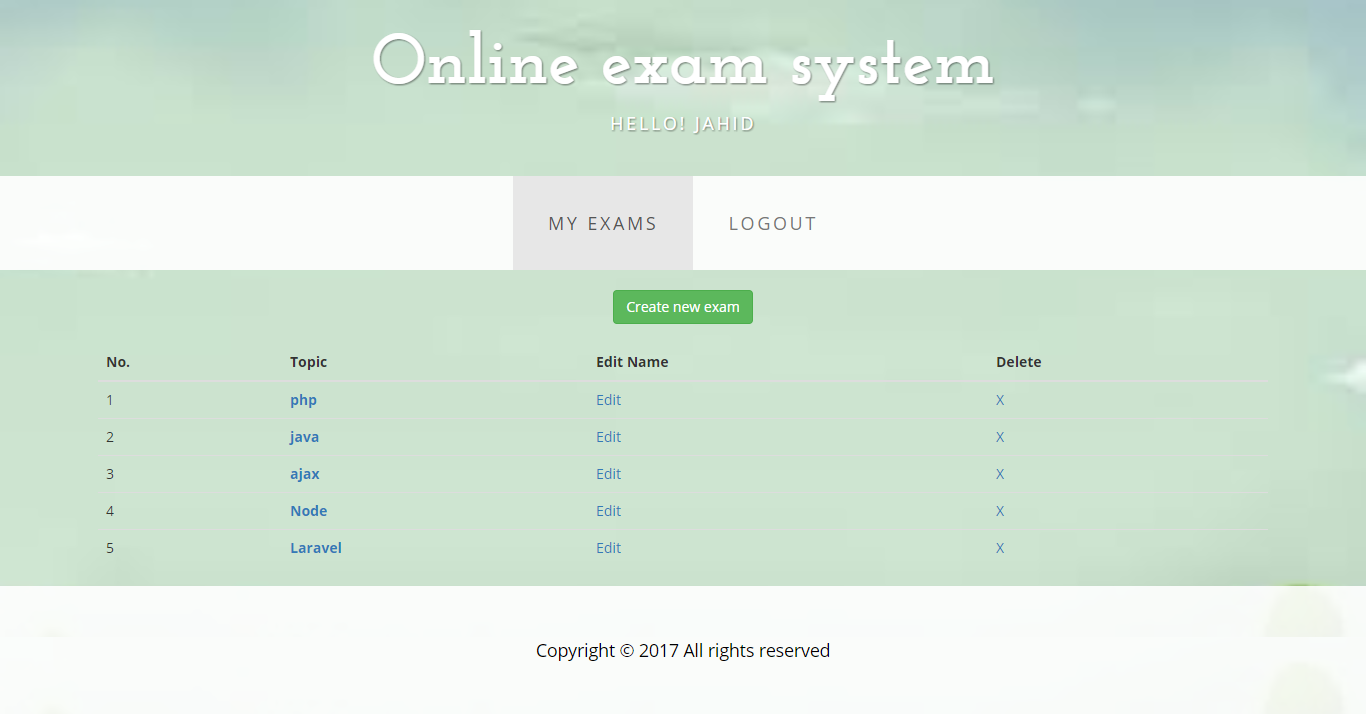 Online exam system
HELLO! JAHID
MY EXAMS LOGOUT
Create new exam
No. Topic Edit Name Delete
1 php Edit X
2 java Edit X
3 ajax Edit X
4 Node Edit X
5 Laravel Edit X
Copyright © 2017 All rights reserved